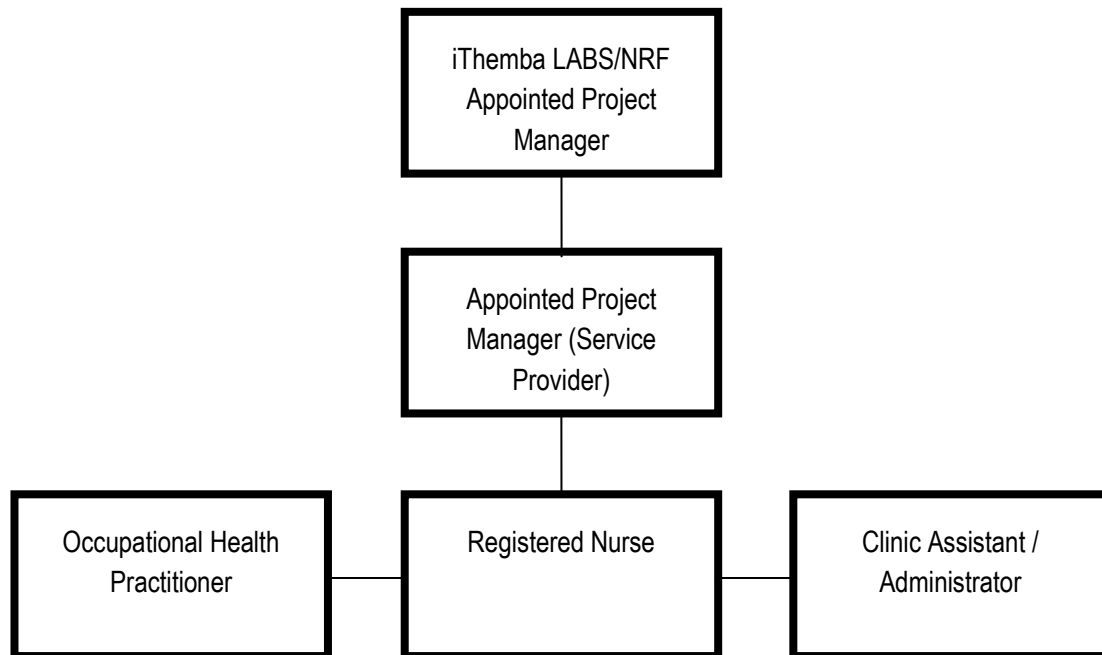 iThemba LABS/NRF
Appointed Project
Manager
Appointed Project
Manager (Service
Provider)
Occupational Health
Practitioner
Registered Nurse
Clinic Assistant /
Administrator